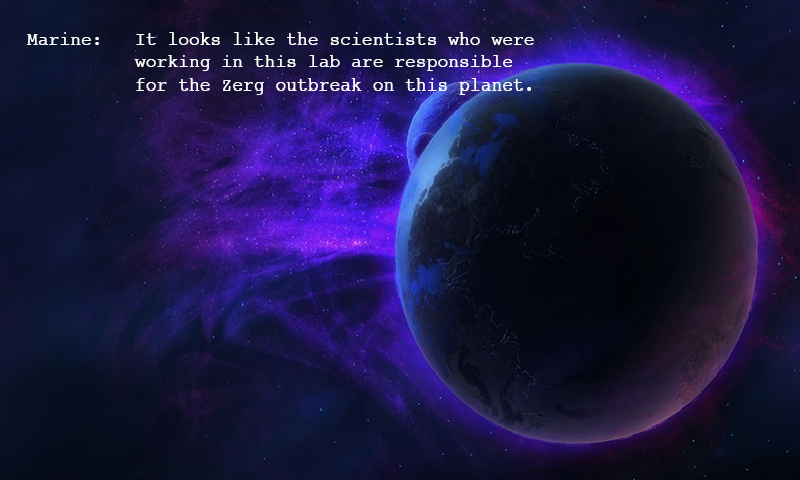 Marine: It looks like the scientists who were
working in this lab are responsible
for the Zerg outbreak on this planet.